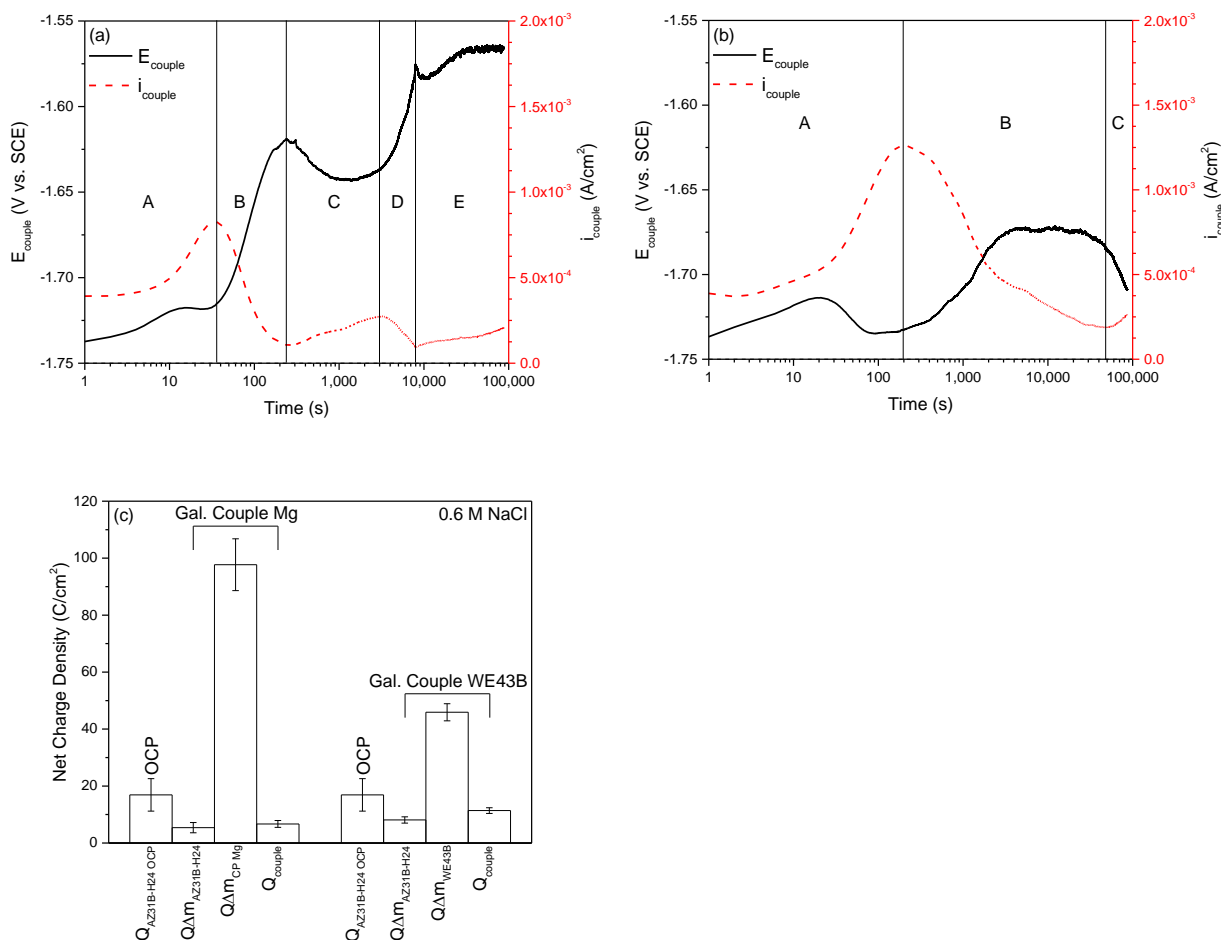 (a)
E_couple
i_couple
A
B
C
D
E
-1.55
-1.60
-1.65
-1.70
-1.75
E_couple (V vs. SCE)
2.0x10⁻³
1.5x10⁻³
1.0x10⁻³
5.0x10⁻⁴
0.0
i_couple (A/cm²)
1
10
100
1,000
10,000
100,000
Time (s)
(b)
E_couple
i_couple
A
B
C
-1.55
-1.60
-1.65
-1.70
-1.75
E_couple (V vs. SCE)
2.0x10⁻³
1.5x10⁻³
1.0x10⁻³
5.0x10⁻⁴
0.0
i_couple (A/cm²)
1
10
100
1,000
10,000
100,000
Time (s)
(c)
0.6 M NaCl
Gal. Couple Mg
Gal. Couple WE43B
OCP
OCP
120
100
80
60
40
20
0
Net Charge Density (C/cm²)
Q_AZ31B-H24 OCP
QΔm_AZ31B-H24
QΔm_CP Mg
Q_couple
Q_AZ31B-H24 OCP
QΔm_AZ31B-H24
QΔm_WE43B
Q_couple